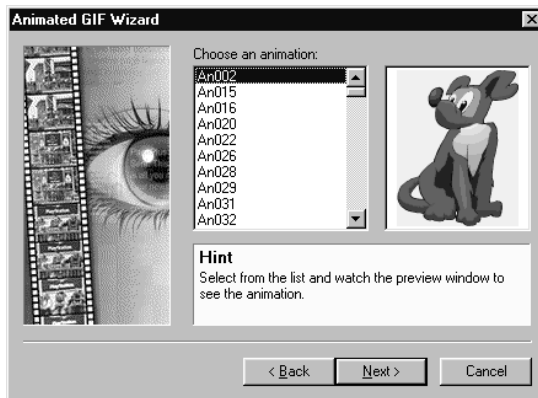 Animated GIF Wizard
Choose an animation:
An002
An015
An016
An020
An022
An026
An028
An029
An031
An032
Hint
Select from the list and watch the preview window to
see the animation.
< Back
Next >
Cancel